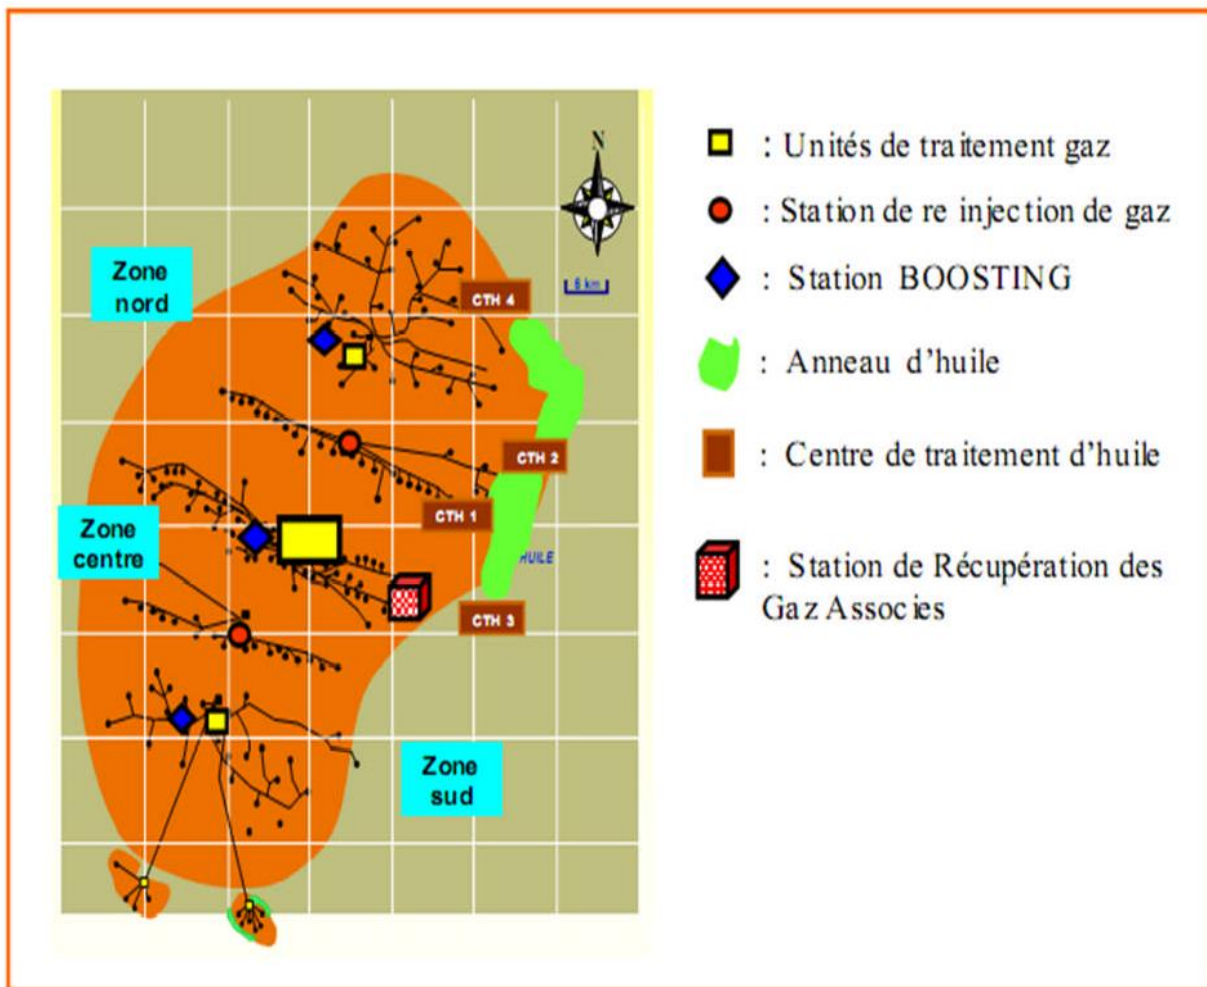 N
Zone
nord
CTH 4
6 km
CTH 2
CTH 1
Zone
centre
HUILE
CTH 3
Zone
sud
: Unités de traitement gaz
: Station de re injection de gaz
: Station BOOSTING
: Anneau d'huile
: Centre de traitement d'huile
: Station de Récupération des
Gaz Associes